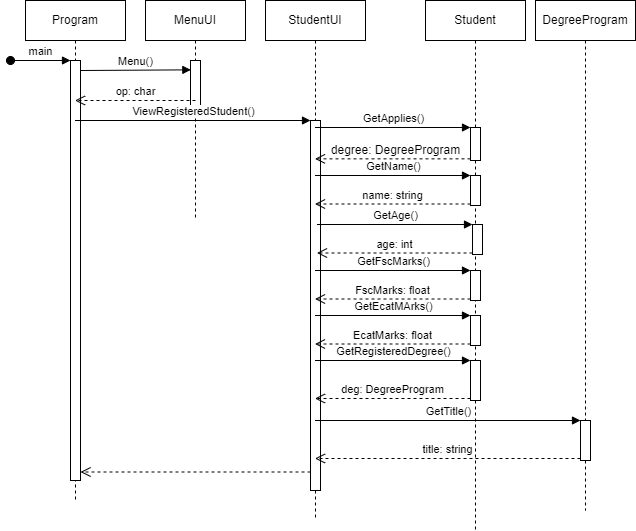 Program
MenuUI
StudentUI
Student
DegreeProgram
main
Menu()
op: char
ViewRegisteredStudent()
GetApplies()
degree: DegreeProgram
GetName()
name: string
GetAge()
age: int
GetFscMarks()
FscMarks: float
GetEcatMArks()
EcatMarks: float
GetRegisteredDegree()
deg: DegreeProgram
GetTitle()
title: string